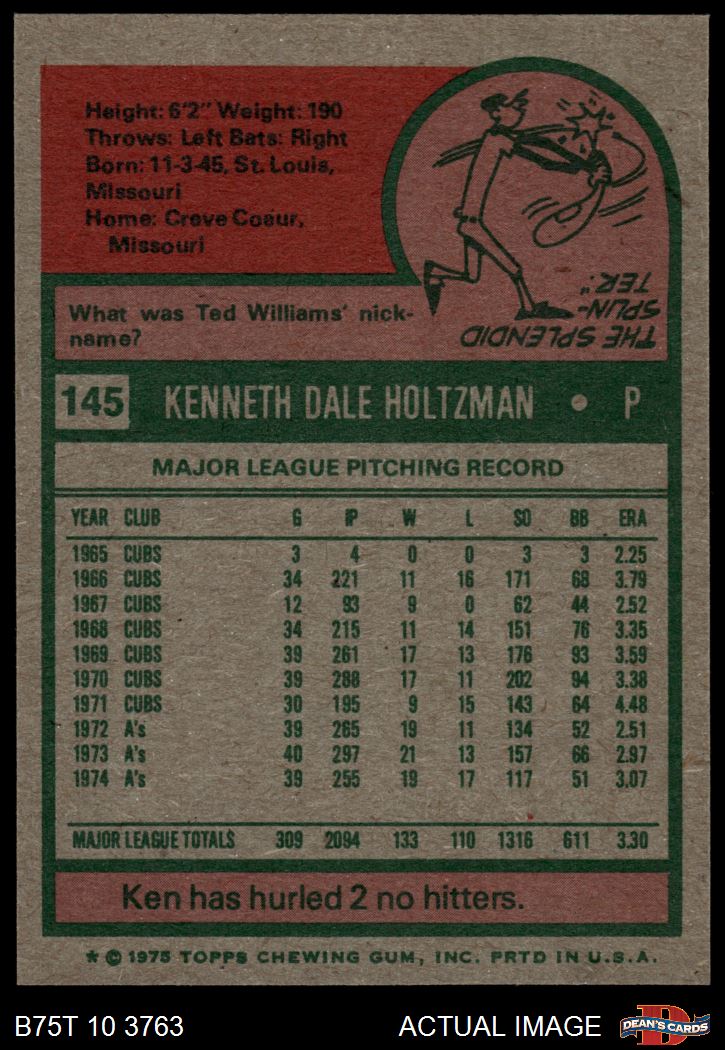 Height: 6'2" Weight: 190
Throws: Left Bats: Right
Born: 11-3-45, St. Louis,
Missouri
Home: Creve Coeur,
Missouri
What was Ted Williams' nick-
name?
"THE SPLENDID
SPLIN-
TER."
145 KENNETH DALE HOLTZMAN • P
MAJOR LEAGUE PITCHING RECORD
YEAR CLUB G IP W L SO BB ERA
1965 CUBS 3 4 0 0 3 3 2.25
1966 CUBS 34 221 11 16 171 68 3.79
1967 CUBS 12 93 9 0 62 44 2.52
1968 CUBS 34 215 11 14 151 76 3.35
1969 CUBS 39 261 17 13 176 93 3.59
1970 CUBS 39 288 17 11 202 94 3.38
1971 CUBS 30 195 9 15 143 64 4.48
1972 A's 39 265 19 11 134 52 2.51
1973 A's 40 297 21 13 157 66 2.97
1974 A's 39 255 19 17 117 51 3.07
MAJOR LEAGUE TOTALS 309 2094 133 110 1316 611 3.30
Ken has hurled 2 no hitters.
* © 1975 TOPPS CHEWING GUM, INC. PRTD IN U.S.A.
B75T 10 3763 ACTUAL IMAGE D DEAN'S CARDS